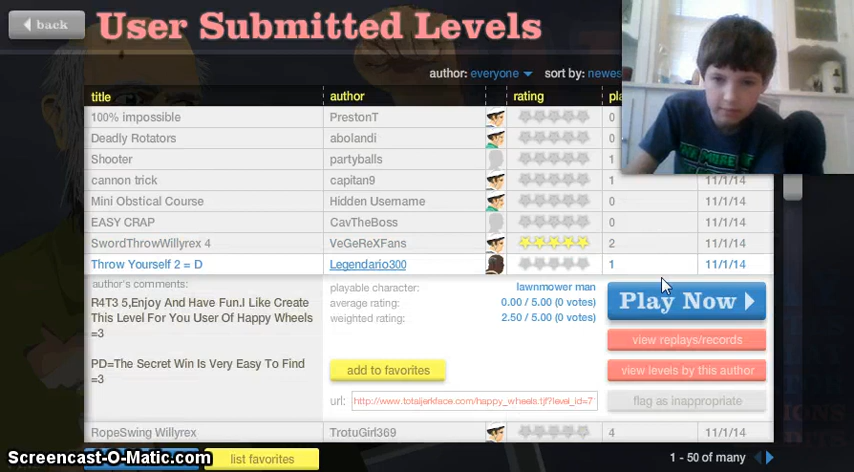 back
User Submitted Levels
author: everyone sort by: newes
title author rating pla
100% impossible PrestonT 0
Deadly Rotators abolandi 0
Shooter partyballs 1
cannon trick capitan9 1 11/1/14
Mini Obstical Course Hidden Username 0 11/1/14
EASY CRAP CavTheBoss 0 11/1/14
SwordThrowWillyrex 4 VeGeReXFans 2 11/1/14
Throw Yourself 2 = D Legendario300 1 11/1/14
author's comments:
R4T3 5,Enjoy And Have Fun.I Like Create
This Level For You User Of Happy Wheels
=3
PD=The Secret Win Is Very Easy To Find
=3
playable character: lawnmower man
average rating: 0.00 / 5.00 (0 votes)
weighted rating: 2.50 / 5.00 (0 votes)
add to favorites
url: http://www.totaljerkface.com/happy_wheels.tjf?level_id=7
Play Now
view replays/records
view levels by this author
flag as inappropriate
RopeSwing Willyrex TrotuGirl369 4 11/1/14
Screencast-O-Matic.com
list favorites
1 - 50 of many